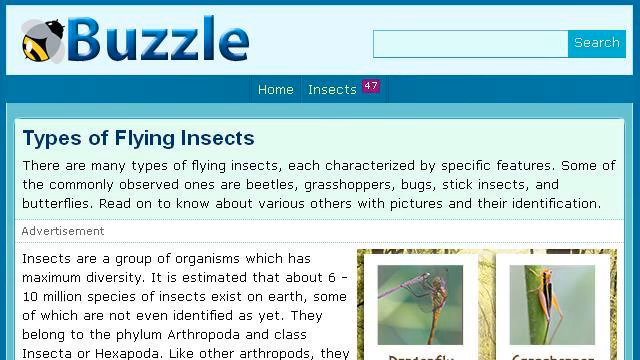 Buzzle
Search
Home Insects 47
Types of Flying Insects
There are many types of flying insects, each characterized by specific features. Some of
the commonly observed ones are beetles, grasshoppers, bugs, stick insects, and
butterflies. Read on to know about various others with pictures and their identification.
Advertisement
Insects are a group of organisms which has
maximum diversity. It is estimated that about 6 -
10 million species of insects exist on earth, some
of which are not even identified as yet. They
belong to the phylum Arthropoda and class
Insecta or Hexapoda. Like other arthropods, they
Dragonfly
Grasshopper